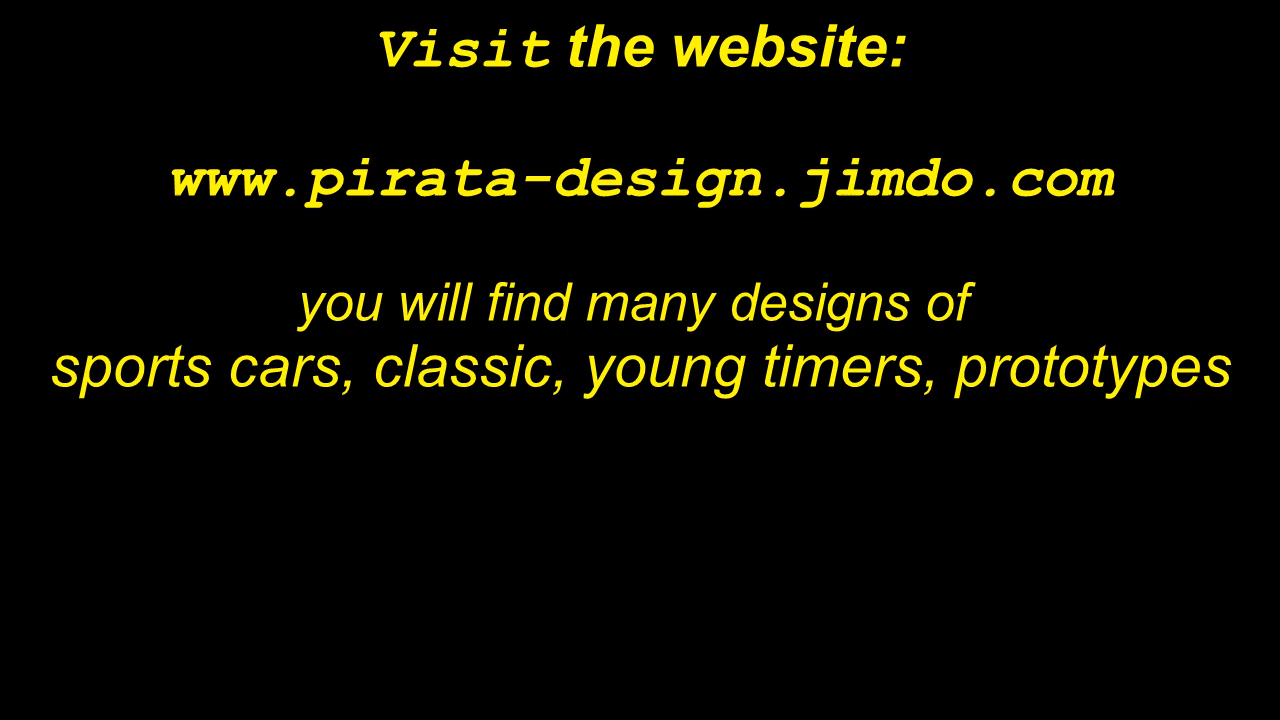 Visit the website:
www.pirata-design.jimdo.com
you will find many designs of
sports cars, classic, young timers, prototypes